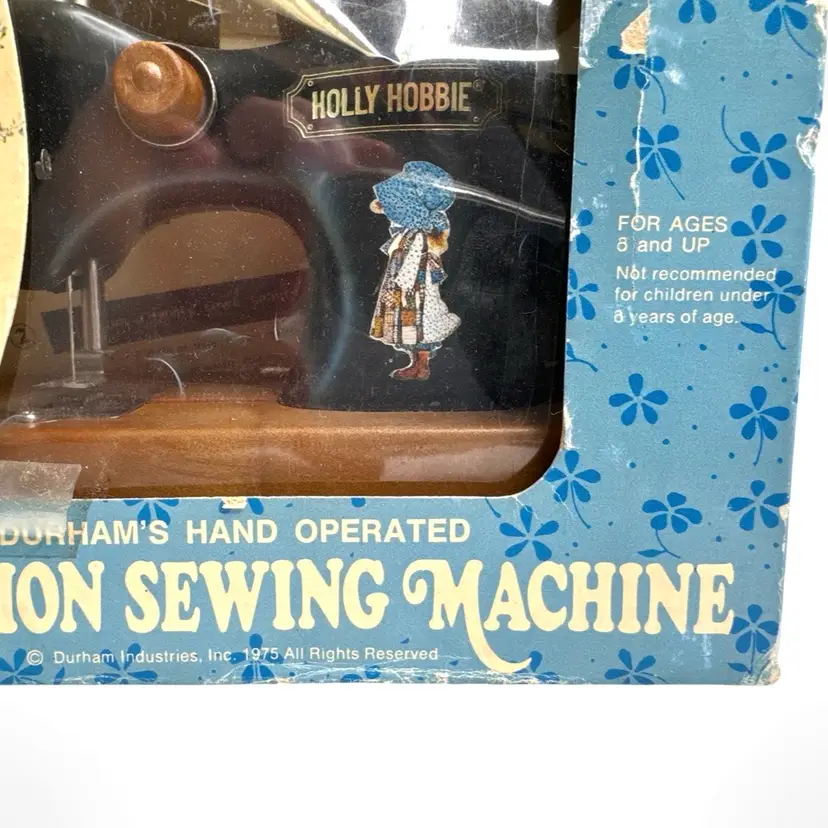 HOLLY HOBBIE®
FOR AGES
8 and UP
Not recommended
for children under
8 years of age.
DURHAM'S HAND OPERATED
ION SEWING MACHINE
© Durham Industries, Inc. 1975 All Rights Reserved